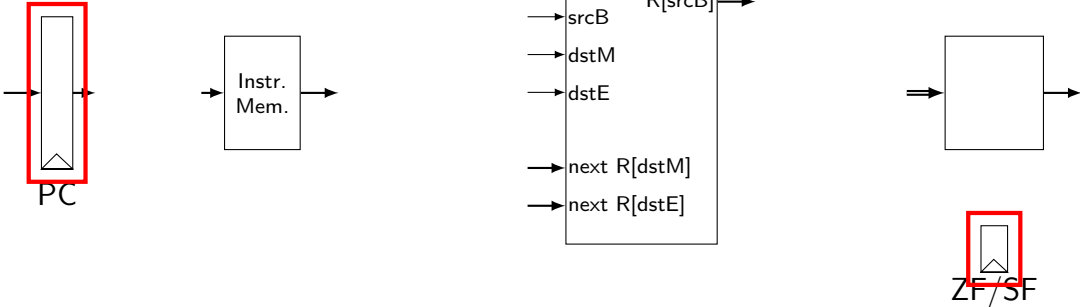 R[srcB]
srcB
dstM
dstE
Instr.
Mem.
next R[dstM]
next R[dstE]
PC
ZF/SF